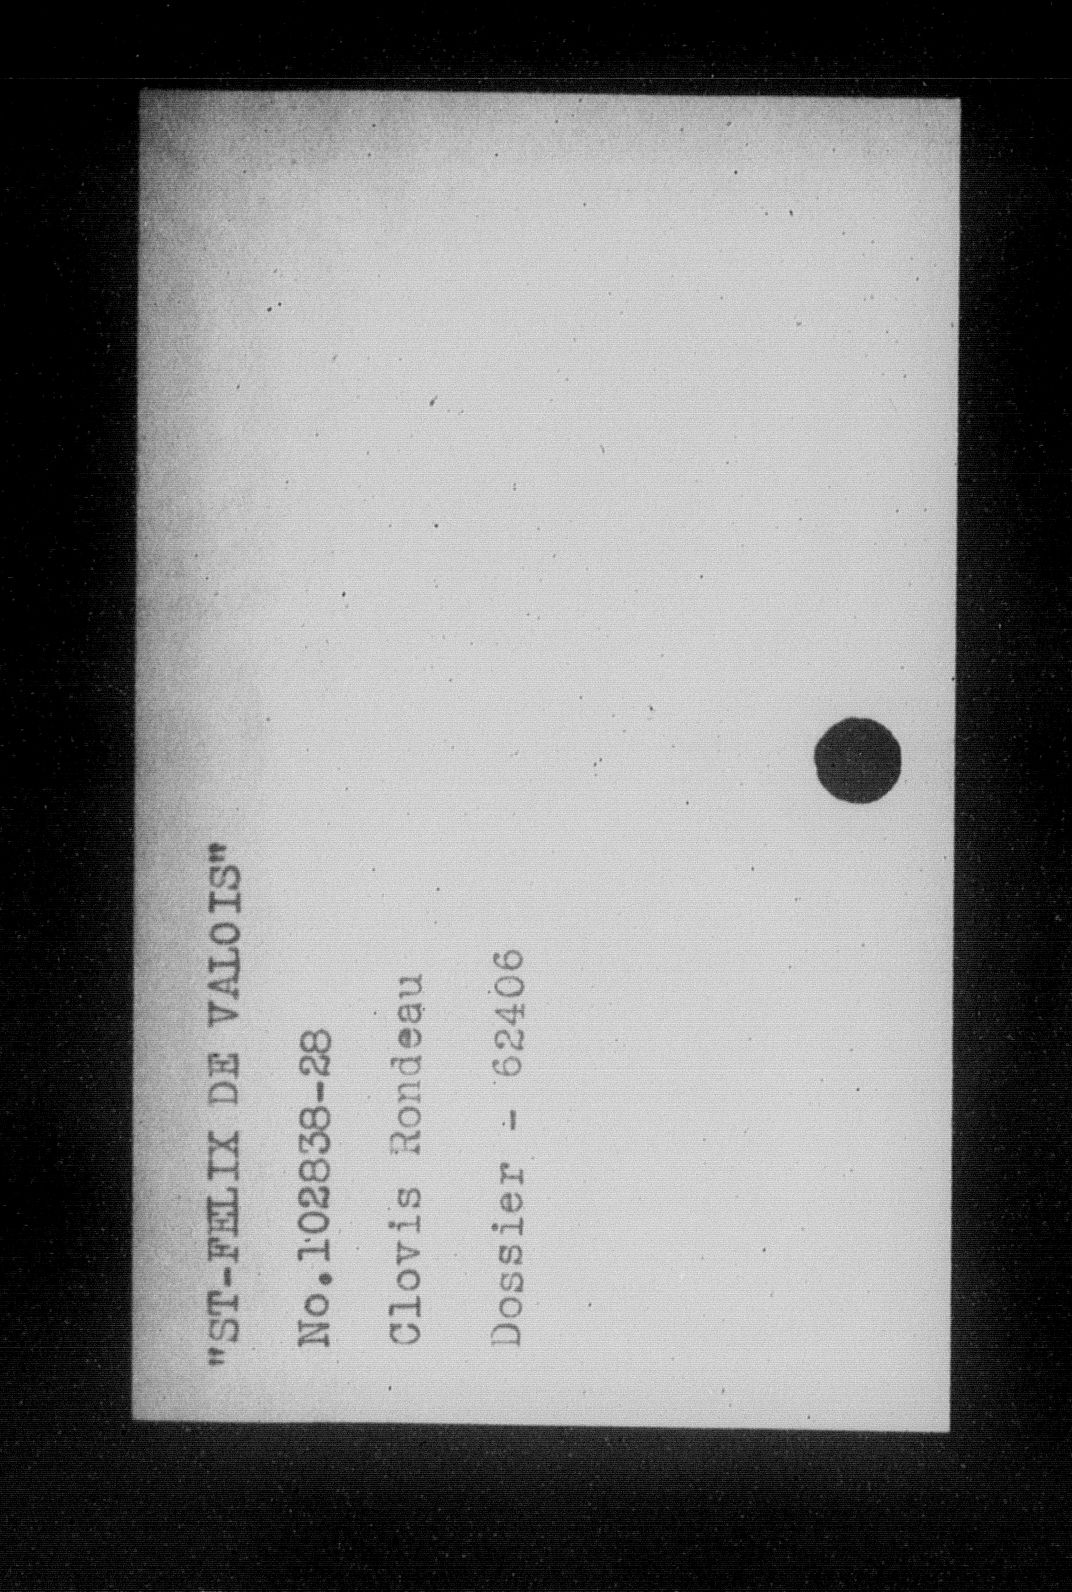 "ST-FELIX DE VALOIS"
No.102838-28
Clovis Rondeau
Dossier - 62406